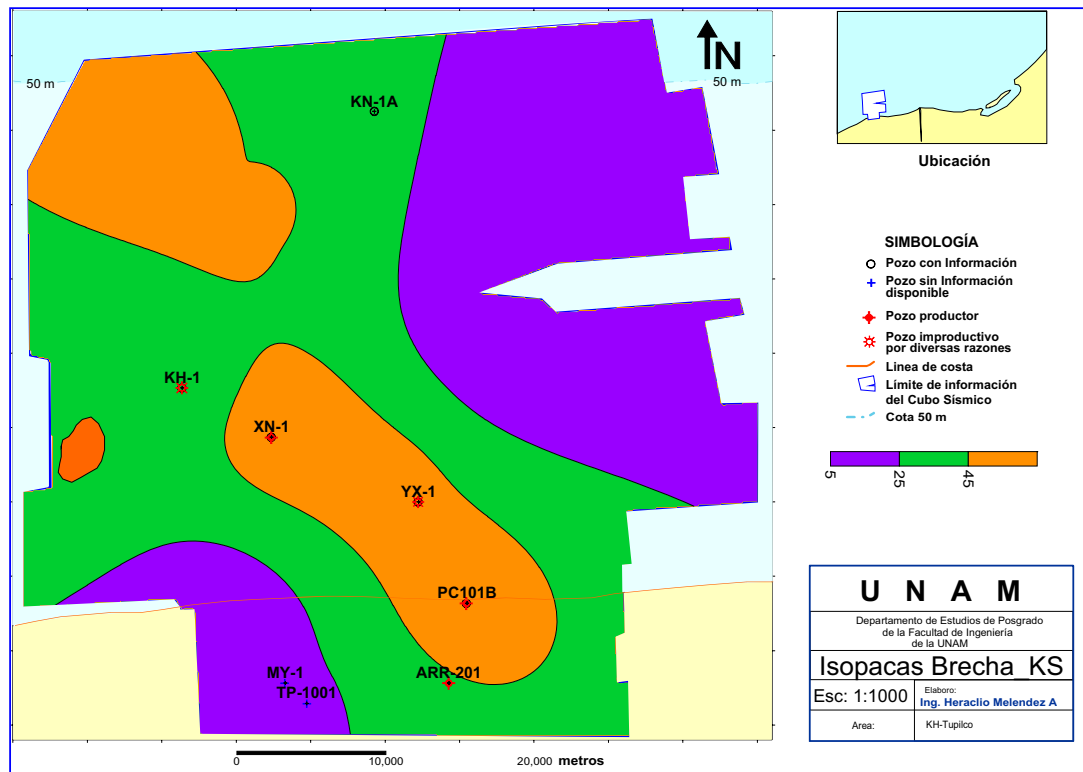 N
50 m
50 m
KN-1A
KH-1
XN-1
YX-1
PC101B
MY-1
TP-1001
ARR-201
0
10,000
20,000 metros
Ubicación
SIMBOLOGÍA
Pozo con Información
Pozo sin Información
disponible
Pozo productor
Pozo improductivo
por diversas razones
Linea de costa
Límite de información
del Cubo Sísmico
Cota 50 m
5
25
45
U N A M
Departamento de Estudios de Posgrado
de la Facultad de Ingeniería
de la UNAM
Isopacas Brecha_KS
Esc: 1:1000
Elaboro:
Ing. Heraclio Melendez A
Area:
KH-Tupilco